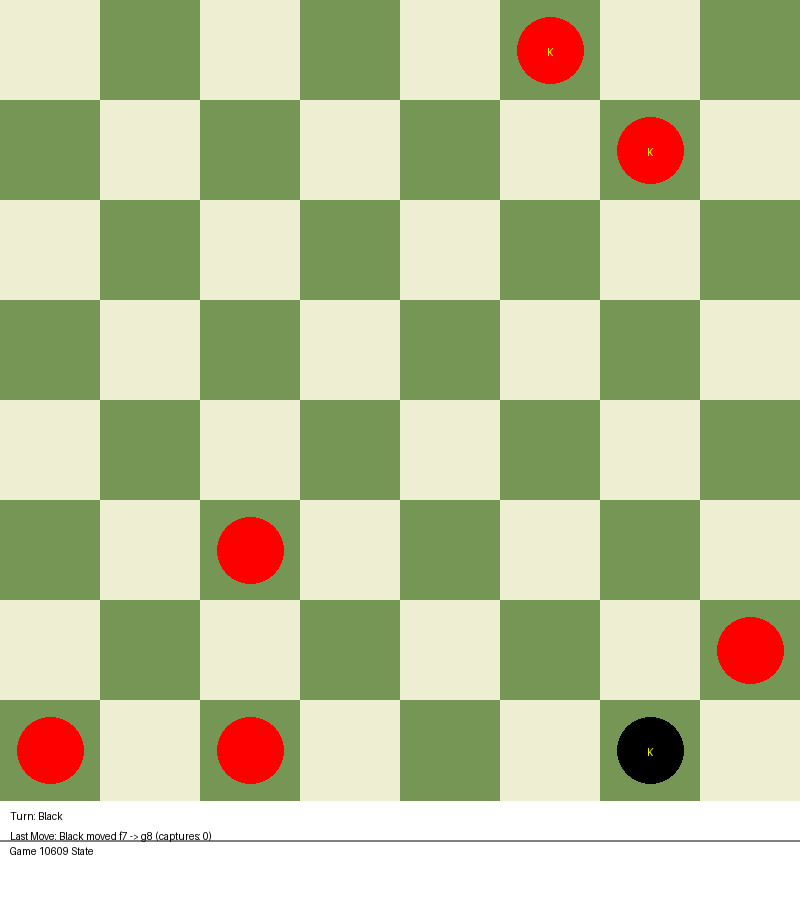 K
K
K
Turn: Black
Last Move: Black moved f7 -> g8 (captures: 0)
Game 10609 State